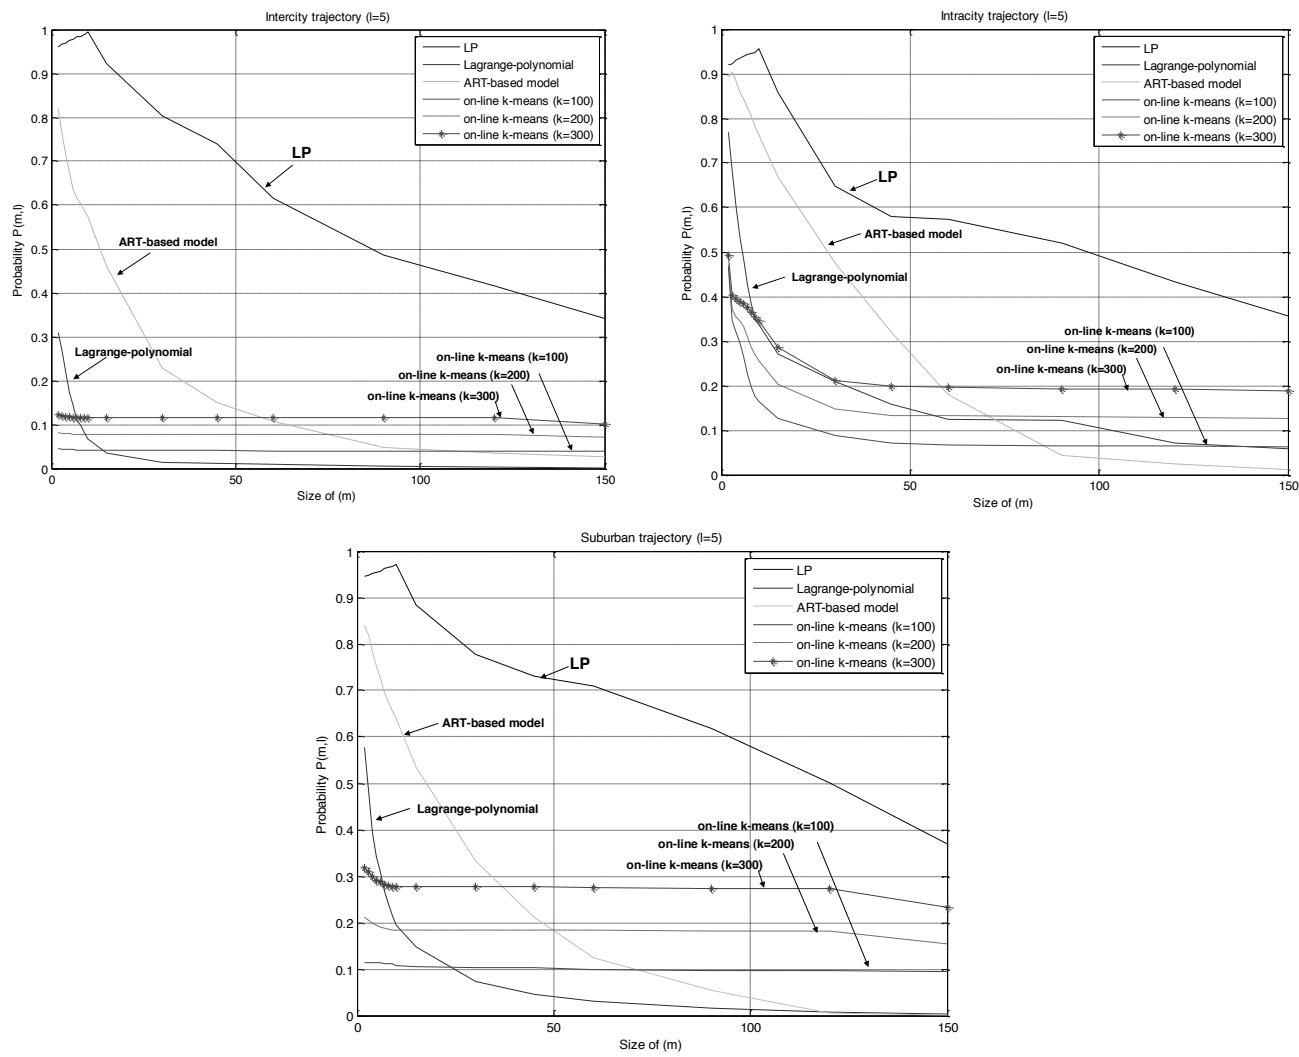 Intercity trajectory (l=5)
Probability P(m,l)
1
0.9
0.8
0.7
0.6
0.5
0.4
0.3
0.2
0.1
0
LP
Lagrange-polynomial
ART-based model
on-line k-means (k=100)
on-line k-means (k=200)
on-line k-means (k=300)
LP
ART-based model
Lagrange-polynomial
on-line k-means (k=100)
on-line k-means (k=200)
on-line k-means (k=300)
0
50
100
150
Size of (m)
Intracity trajectory (l=5)
Probability P(m,l)
1
0.9
0.8
0.7
0.6
0.5
0.4
0.3
0.2
0.1
0
LP
Lagrange-polynomial
ART-based model
on-line k-means (k=100)
on-line k-means (k=200)
on-line k-means (k=300)
LP
ART-based model
Lagrange-polynomial
on-line k-means (k=100)
on-line k-means (k=200)
on-line k-means (k=300)
0
50
100
150
Size of (m)
Suburban trajectory (l=5)
Probability P(m,l)
1
0.9
0.8
0.7
0.6
0.5
0.4
0.3
0.2
0.1
0
LP
Lagrange-polynomial
ART-based model
on-line k-means (k=100)
on-line k-means (k=200)
on-line k-means (k=300)
LP
ART-based model
Lagrange-polynomial
on-line k-means (k=100)
on-line k-means (k=200)
on-line k-means (k=300)
0
50
100
150
Size of (m)